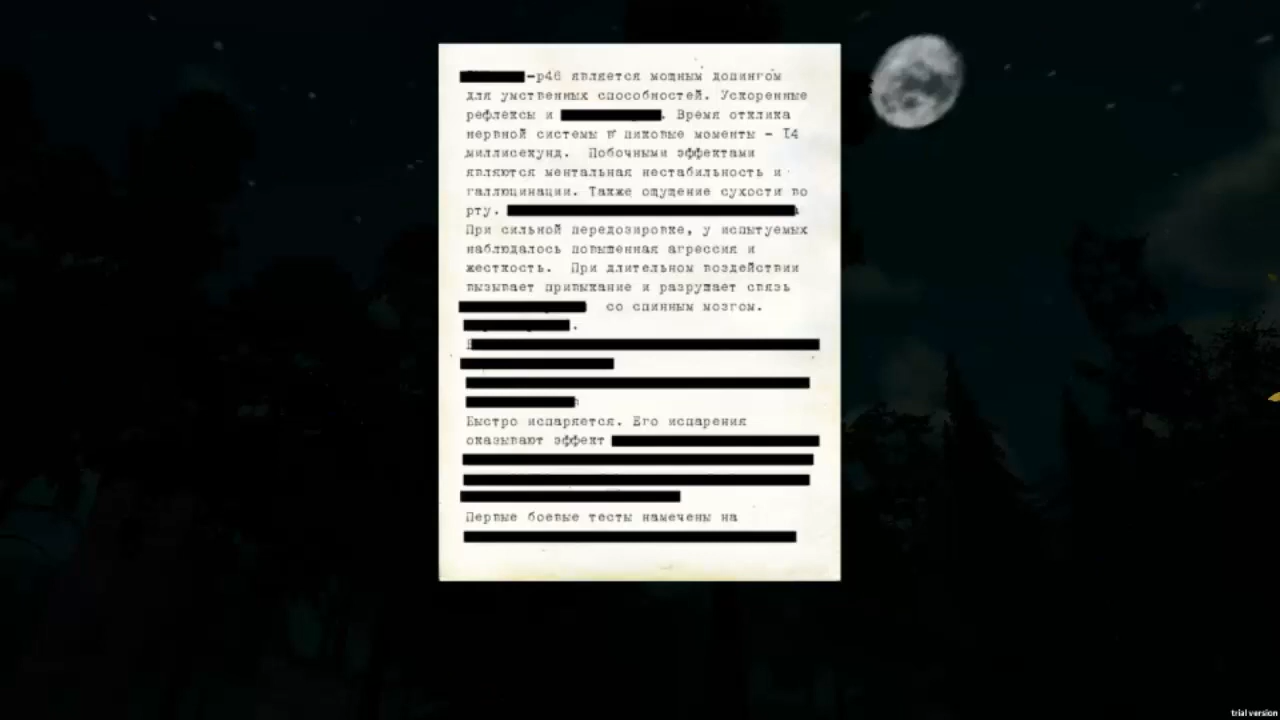 -р46 является мощным допингом
для умственных способностей. Ускоренные
рефлексы и . Время отклика
нервной системы в пиковые моменты - 14
миллисекунд. Побочными эффектами
являются ментальная нестабильность и
галлюцинации. Также ощущение сухости во
рту.
При сильной передозировке, у испытуемых
наблюдалось повышенная агрессия и
жесткость. При длительном воздействии
вызывает привыкание и разрушает связь
со спинным мозгом.
.
Быстро испаряется. Его испарения
оказывают эффект
Первые боевые тесты намечены на
trial version